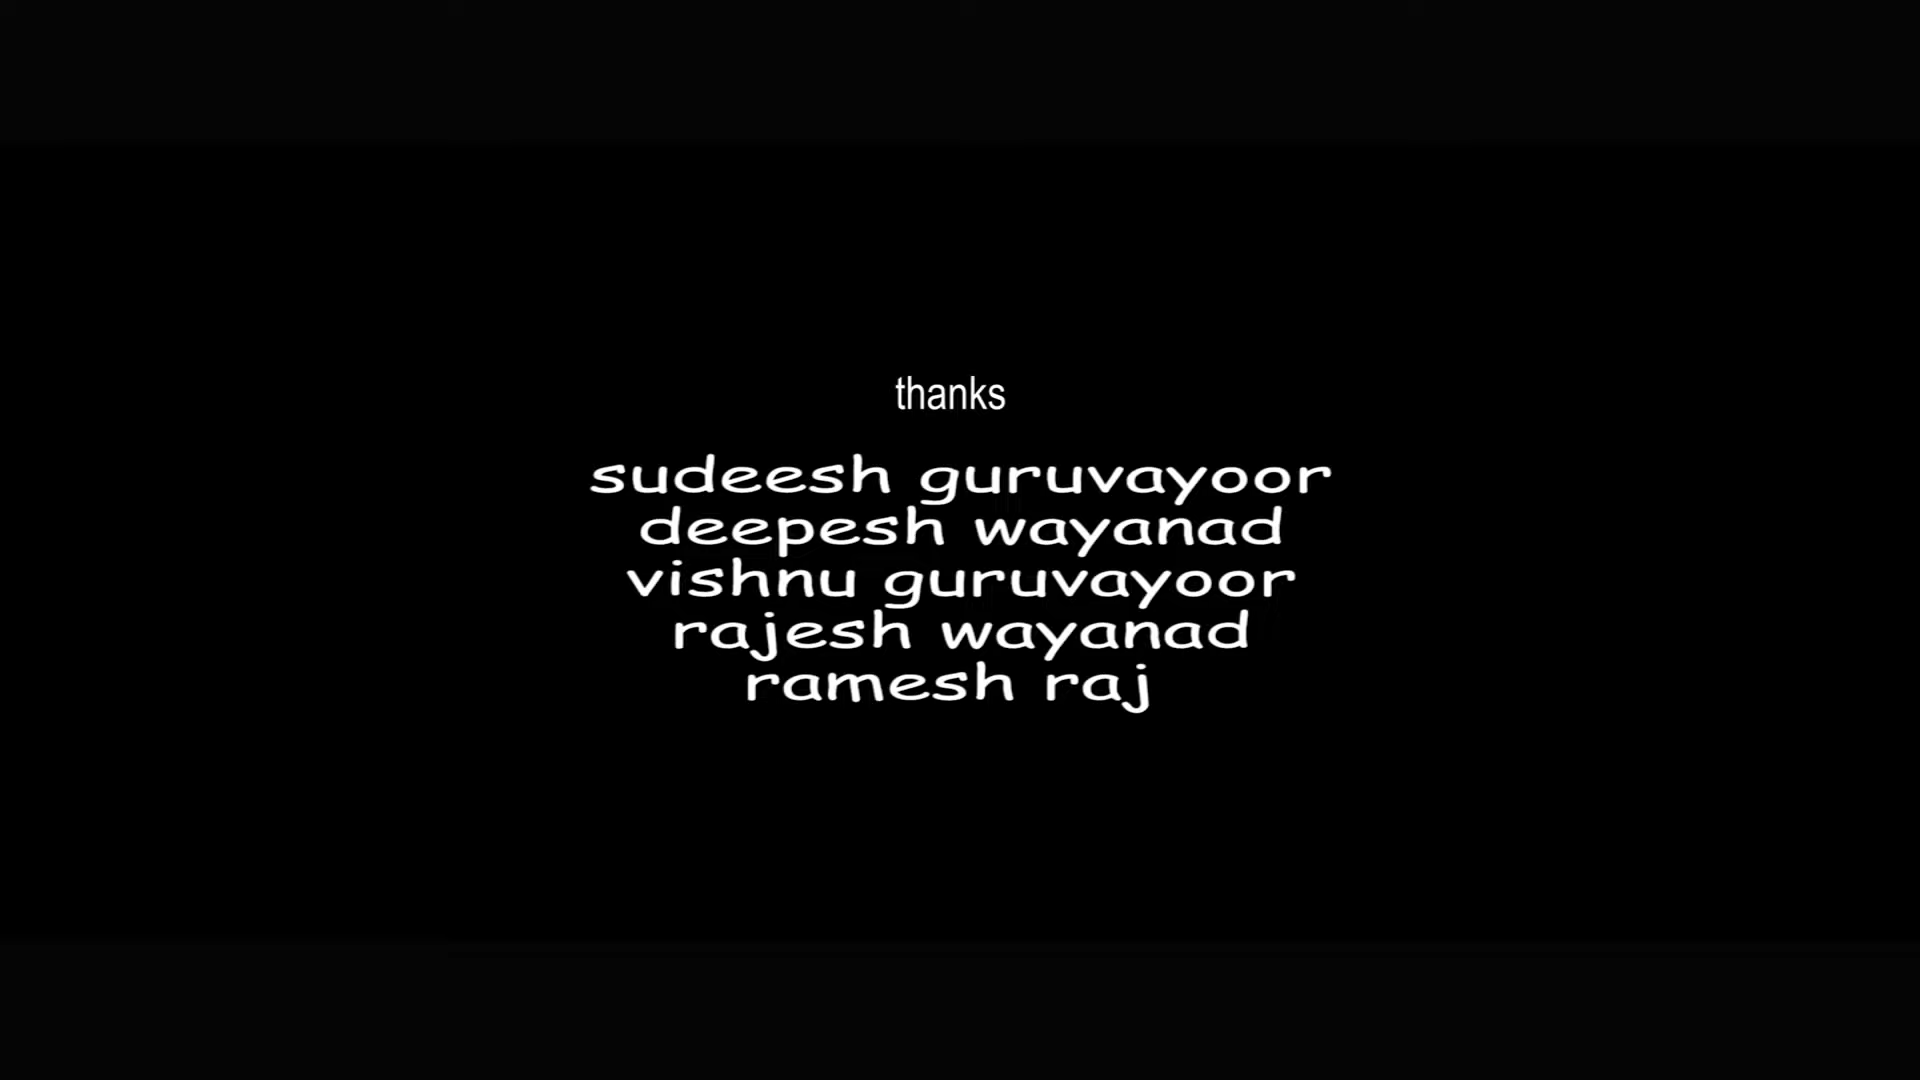 thanks
sudeesh guruvayoor
deepesh wayanad
vishnu guruvayoor
rajesh wayanad
ramesh raj